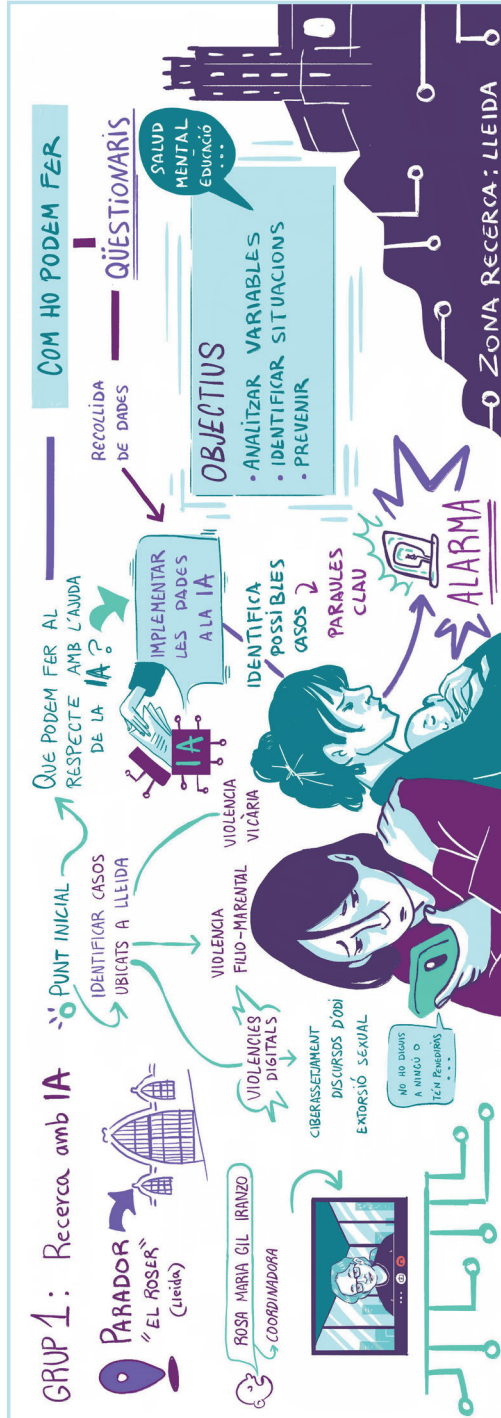 GRUP 1: Recerca amb IA
PARADOR
"EL ROSER"
(Lleida)
ROSA MARIA GIL IRANZO
COORDINADORA
PUNT INICIAL
IDENTIFICAR CASOS
UBICATS A LLEIDA
VIOLENCIES
DIGITALS
CIBERASSETJAMENT
DISCURSOS D'ODI
EXTORSIÓ SEXUAL
VIOLENCIA
FILIO-MARENTAL
VIOLENCIA
VICÀRIA
NO HO DIGUIS
A NINGÚ O
TÉN PENEDIRÀS
...
QUE PODEM FER AL
RESPECTE AMB L'AJUDA
DE LA IA?
IA
IMPLEMENTAR
LES DADES
A LA IA
IDENTIFICA
POSSIBLES
CASOS
PARAULES
CLAU
ALARMA
COM HO PODEM FER
RECOLLIDA
DE DADES
QÜESTIONARIS
SALUD
MENTAL
-
EDUCACIÓ
...
OBJECTIUS
• ANALITZAR VARIABLES
• IDENTIFICAR SITUACIONS
• PREVENIR
ZONA RECERCA: LLEIDA